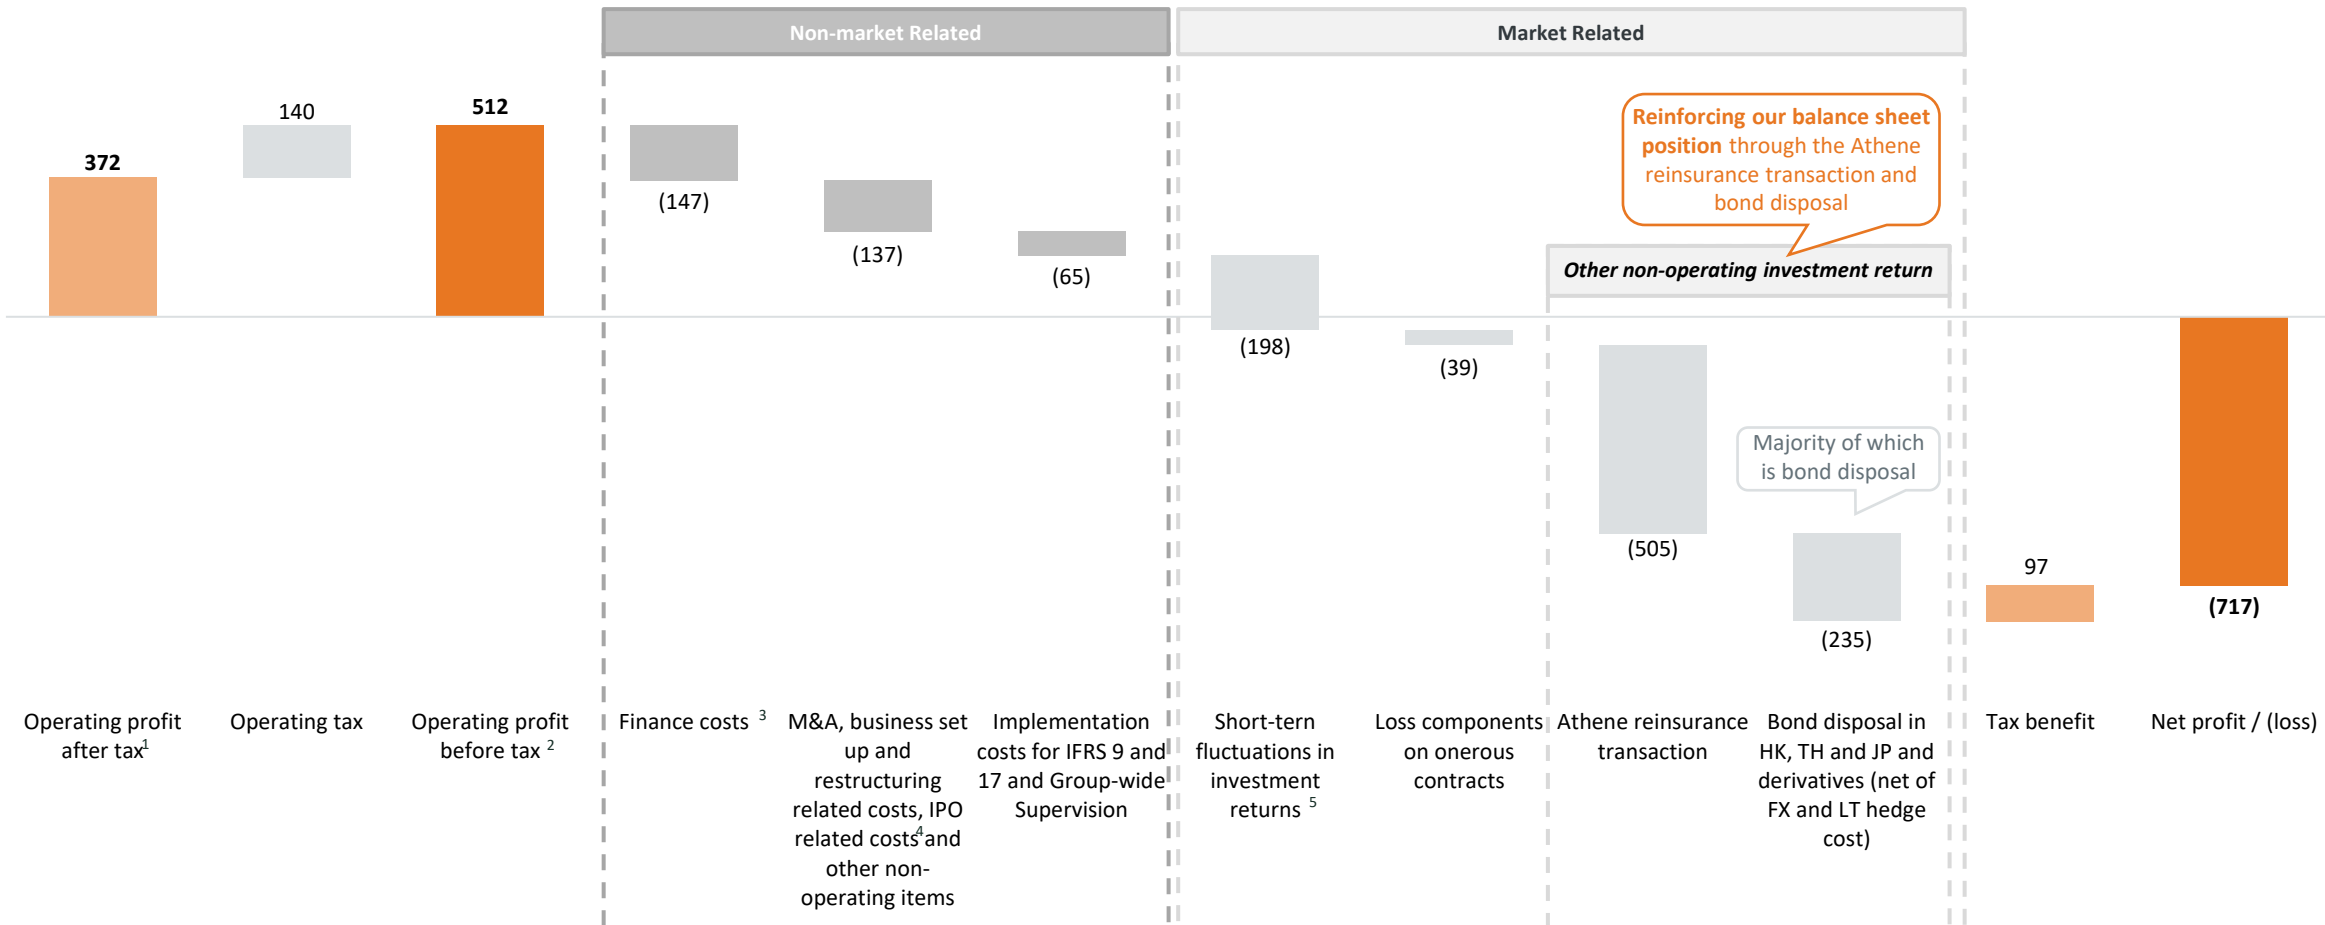 Non-market Related
Market Related
372
140
512
(147)
(137)
(65)
(198)
(39)
(505)
(235)
97
(717)
Reinforcing our balance sheet
position through the Athene
reinsurance transaction and
bond disposal
Other non-operating investment return
Majority of which
is bond disposal
Operating profit
after tax1
Operating tax
Operating profit
before tax 2
Finance costs 3
M&A, business set
up and
restructuring
related costs, IPO
related costs4 and
other non-
operating items
Implementation
costs for IFRS 9 and
17 and Group-wide
Supervision
Short-tern
fluctuations in
investment
returns 5
Loss components
on onerous
contracts
Athene reinsurance
transaction
Bond disposal in
HK, TH and JP and
derivatives (net of
FX and LT hedge
cost)
Tax benefit
Net profit / (loss)